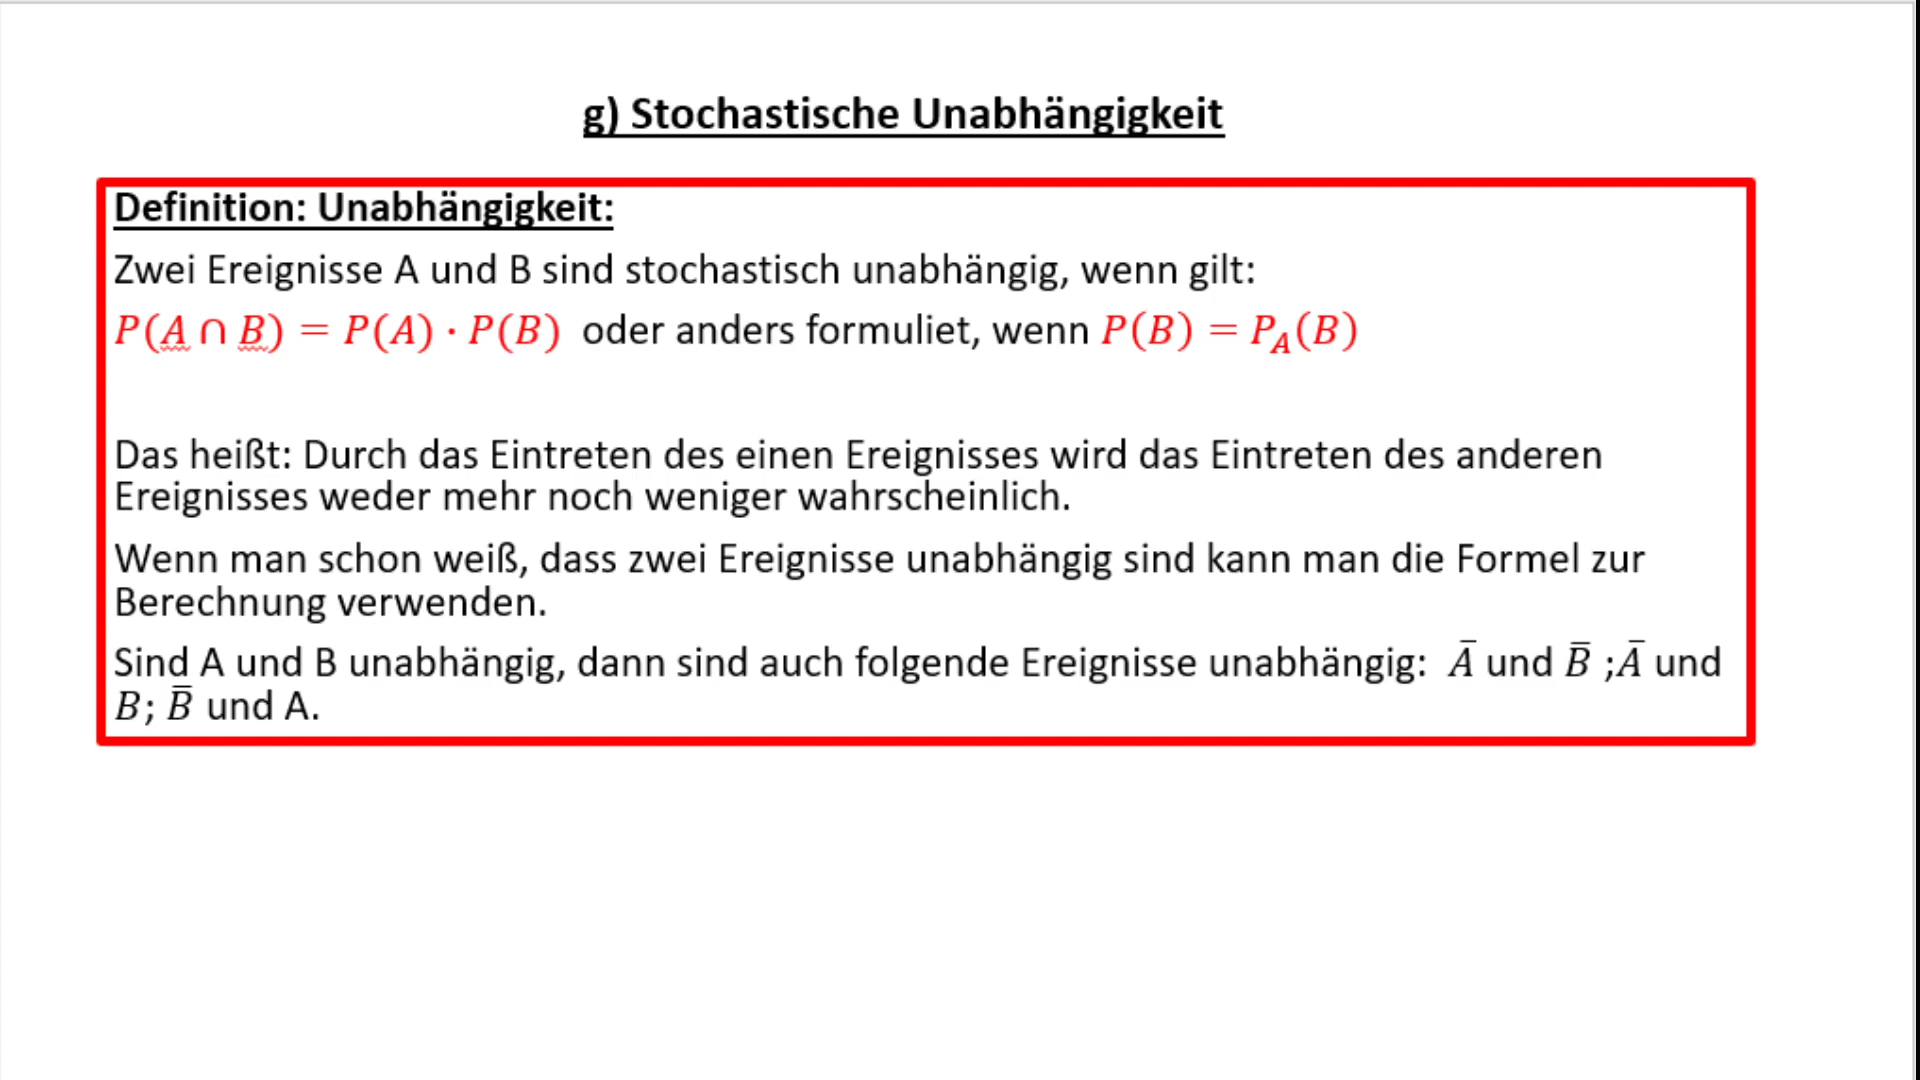 g) Stochastische Unabhängigkeit
Definition: Unabhängigkeit:
Zwei Ereignisse A und B sind stochastisch unabhängig, wenn gilt:
P(A ∩ B) = P(A) · P(B) oder anders formuliet, wenn P(B) = P_A(B)
Das heißt: Durch das Eintreten des einen Ereignisses wird das Eintreten des anderen
Ereignisses weder mehr noch weniger wahrscheinlich.
Wenn man schon weiß, dass zwei Ereignisse unabhängig sind kann man die Formel zur
Berechnung verwenden.
Sind A und B unabhängig, dann sind auch folgende Ereignisse unabhängig: Ā und B̄ ;Ā und
B; B̄ und A.